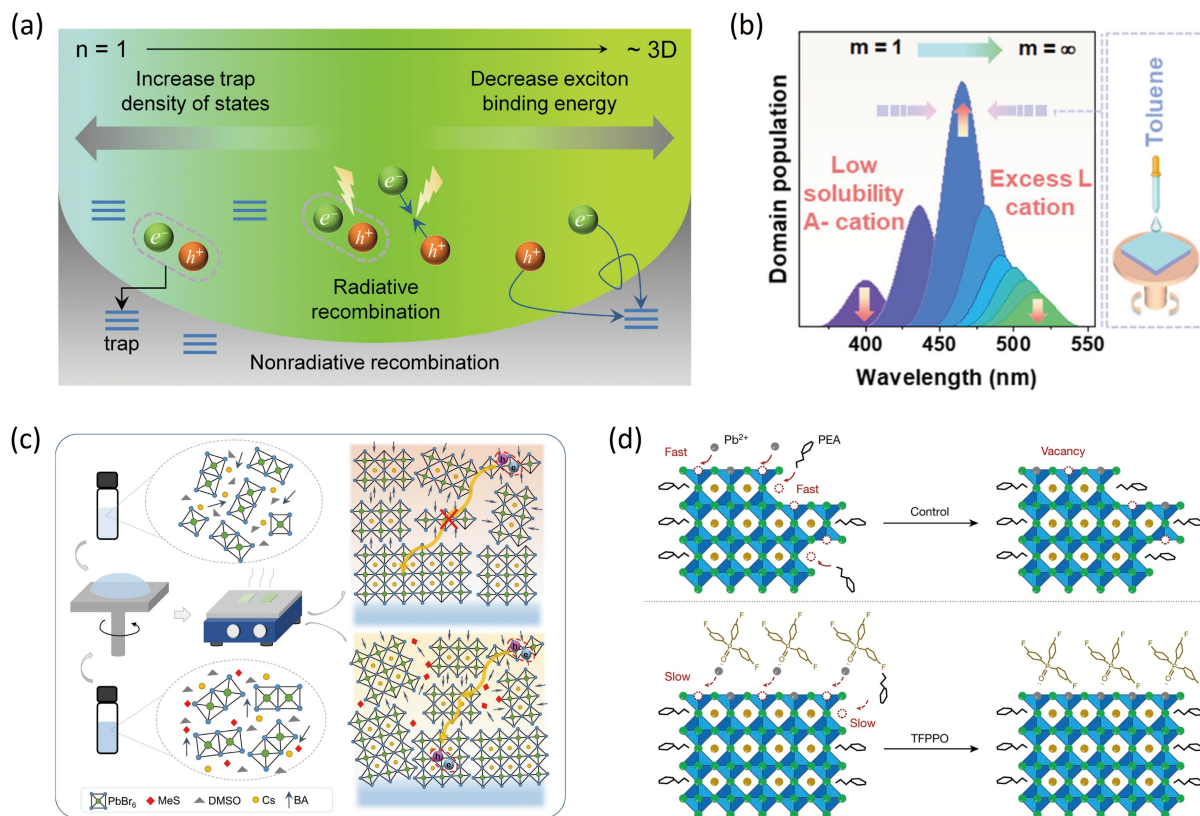 (a)
n = 1
~ 3D
Increase trap
density of states
Decrease exciton
binding energy
e⁻
e⁻
e⁻
e⁻
h⁺
h⁺
h⁺
h⁺
Radiative
recombination
trap
Nonradiative recombination
(b)
m = 1
m = ∞
Domain population
Low
solubility
A- cation
Excess L
cation
400
450
500
550
Wavelength (nm)
Toluene
(c)
h
e
h
e
PbBr₆
MeS
DMSO
Cs
BA
(d)
Fast
Pb²⁺
PEA
Fast
Vacancy
Control
F
F
F
F
F
F
F
F
F
P
P
P
O
O
O
Slow
Slow
TFPPO
F
F
F
F
F
F
F
F
F
P
P
P
O
O
O